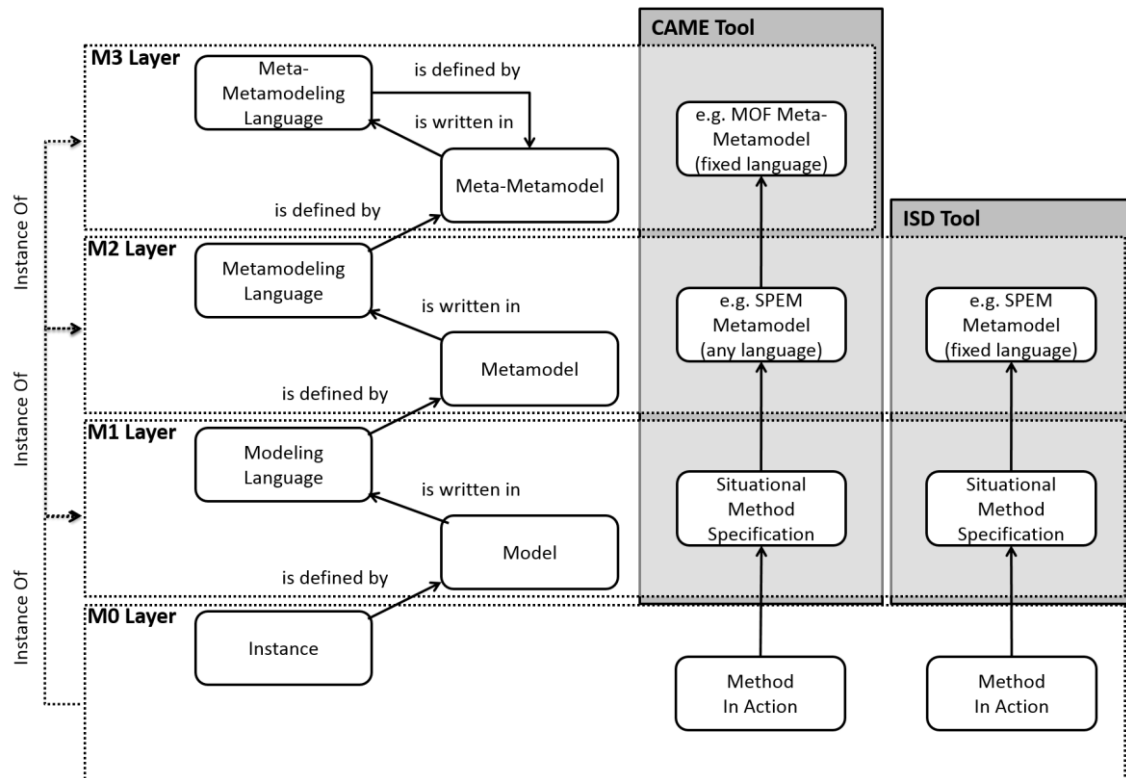 CAME Tool
M3 Layer
Meta-
Metamodeling
Language
is defined by
is written in
Meta-Metamodel
e.g. MOF Meta-
Metamodel
(fixed language)
is defined by
ISD Tool
M2 Layer
Metamodeling
Language
is written in
Metamodel
e.g. SPEM
Metamodel
(any language)
e.g. SPEM
Metamodel
(fixed language)
is defined by
M1 Layer
Modeling
Language
is written in
Model
Situational
Method
Specification
Situational
Method
Specification
is defined by
M0 Layer
Instance
Method
In Action
Method
In Action
Instance Of
Instance Of
Instance Of